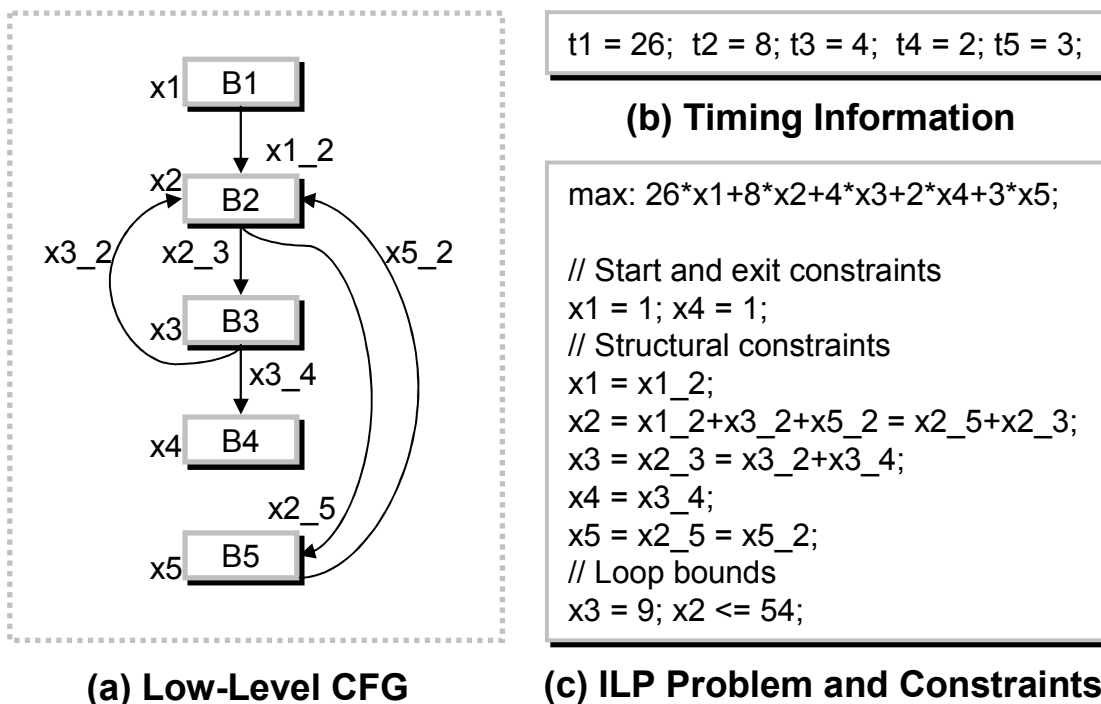 x1
B1
x1_2
x2
B2
x3_2
x2_3
x5_2
x3
B3
x3_4
x4
B4
x2_5
x5
B5
(a) Low-Level CFG
t1 = 26; t2 = 8; t3 = 4; t4 = 2; t5 = 3;
(b) Timing Information
max: 26*x1+8*x2+4*x3+2*x4+3*x5;
// Start and exit constraints
x1 = 1; x4 = 1;
// Structural constraints
x1 = x1_2;
x2 = x1_2+x3_2+x5_2 = x2_5+x2_3;
x3 = x2_3 = x3_2+x3_4;
x4 = x3_4;
x5 = x2_5 = x5_2;
// Loop bounds
x3 = 9; x2 <= 54;
(c) ILP Problem and Constraints